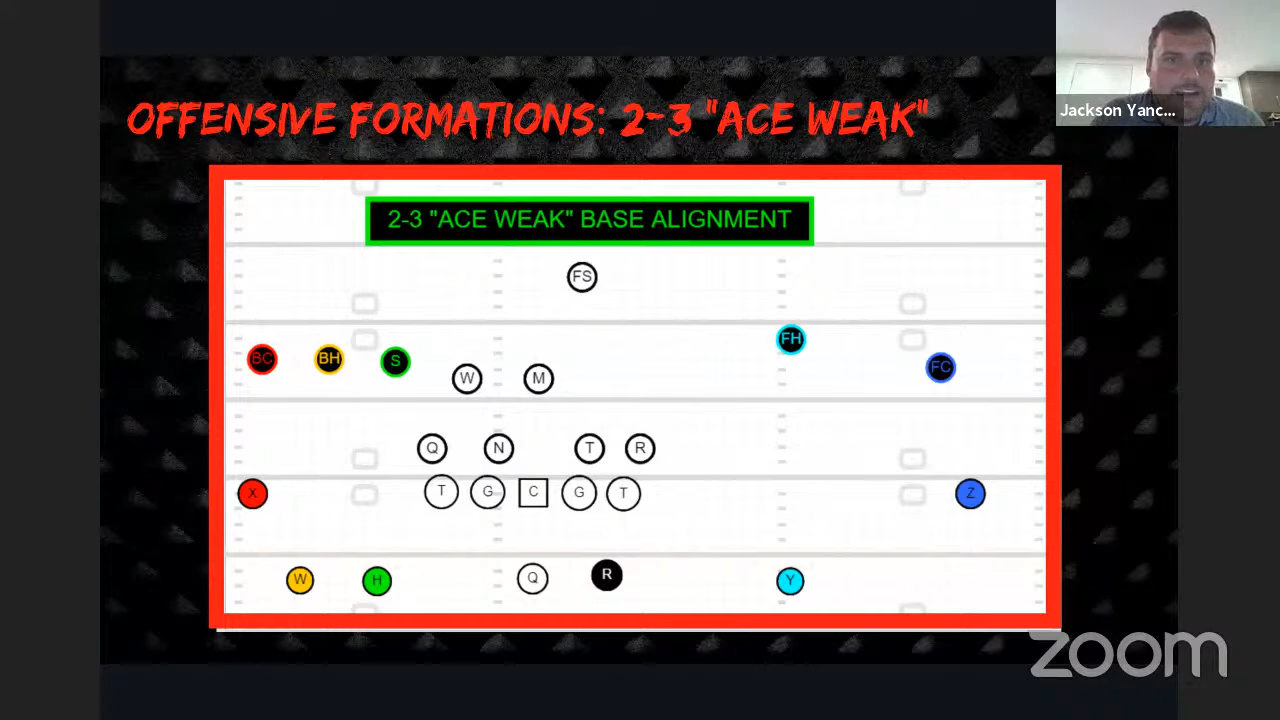 Jackson Yanc...
OFFENSIVE FORMATIONS: 2-3 "ACE WEAK"
2-3 "ACE WEAK" BASE ALIGNMENT
FS
FH
BC BH S FC
W M
Q N T R
X T G C G T Z
W H Q R Y
zoom